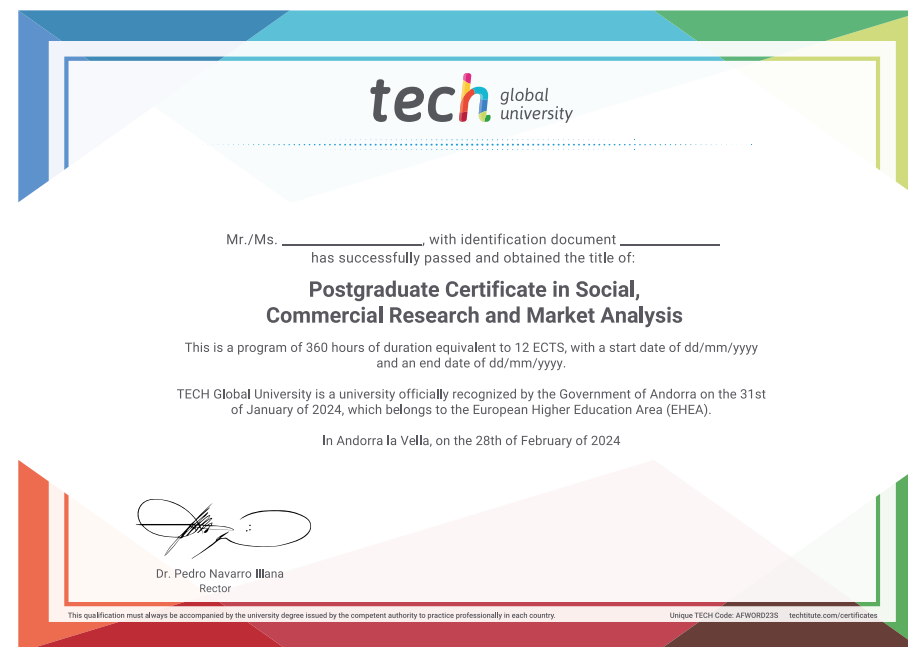 tech global university
Mr./Ms. ____________________, with identification document ______________
has successfully passed and obtained the title of:
Postgraduate Certificate in Social,
Commercial Research and Market Analysis
This is a program of 360 hours of duration equivalent to 12 ECTS, with a start date of dd/mm/yyyy
and an end date of dd/mm/yyyy.
TECH Global University is a university officially recognized by the Government of Andorra on the 31st
of January of 2024, which belongs to the European Higher Education Area (EHEA).
In Andorra la Vella, on the 28th of February of 2024
Dr. Pedro Navarro Illana
Rector
This qualification must always be accompanied by the university degree issued by the competent authority to practice professionally in each country.
Unique TECH Code: AFWORD23S techtitute.com/certificates